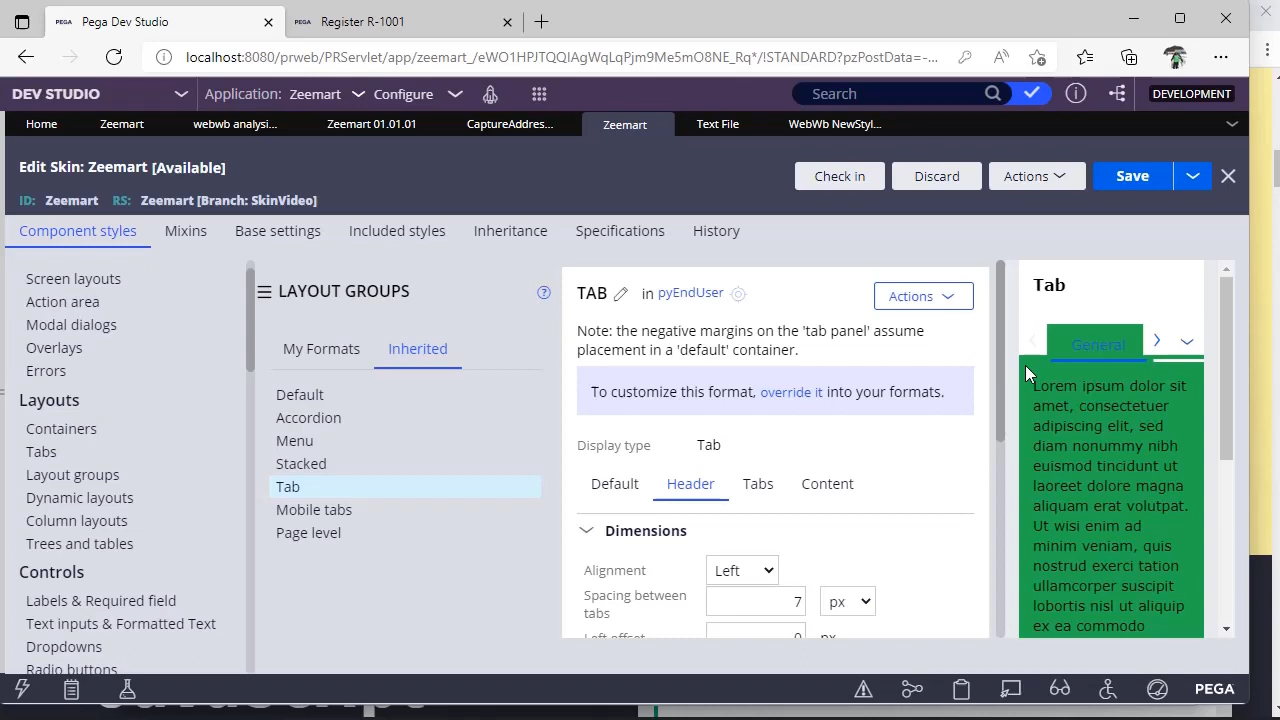 PEGA Pega Dev Studio
PEGA Register R-1001
localhost:8080/prweb/PRServlet/app/zeemart_/eWO1HPJTQOIAgWqLqPjm9Me5mO8NE_Rq*/!STANDARD?pzPostData=-...
DEV STUDIO
Application: Zeemart
Configure
Search
DEVELOPMENT
Home
Zeemart
webwb analysi...
Zeemart 01.01.01
CaptureAddres...
Zeemart
Text File
WebWb NewStyl...
Edit Skin: Zeemart [Available]
ID: Zeemart RS: Zeemart [Branch: SkinVideo]
Check in
Discard
Actions
Save
Component styles
Mixins
Base settings
Included styles
Inheritance
Specifications
History
Screen layouts
Action area
Modal dialogs
Overlays
Errors
Layouts
Containers
Tabs
Layout groups
Dynamic layouts
Column layouts
Trees and tables
Controls
Labels & Required field
Text inputs & Formatted Text
Dropdowns
Radio buttons
LAYOUT GROUPS
?
My Formats
Inherited
Default
Accordion
Menu
Stacked
Tab
Mobile tabs
Page level
TAB in pyEndUser
Actions
Note: the negative margins on the 'tab panel' assume
placement in a 'default' container.
To customize this format, override it into your formats.
Display type Tab
Default
Header
Tabs
Content
Dimensions
Alignment Left
Spacing between
tabs 7 px
Left offset 0 px
Tab
General
Lorem ipsum dolor sit
amet, consectetuer
adipiscing elit, sed
diam nonummy nibh
euismod tincidunt ut
laoreet dolore magna
aliquam erat volutpat.
Ut wisi enim ad
minim veniam, quis
nostrud exerci tation
ullamcorper suscipit
lobortis nisl ut aliquip
ex ea commodo
PEGA